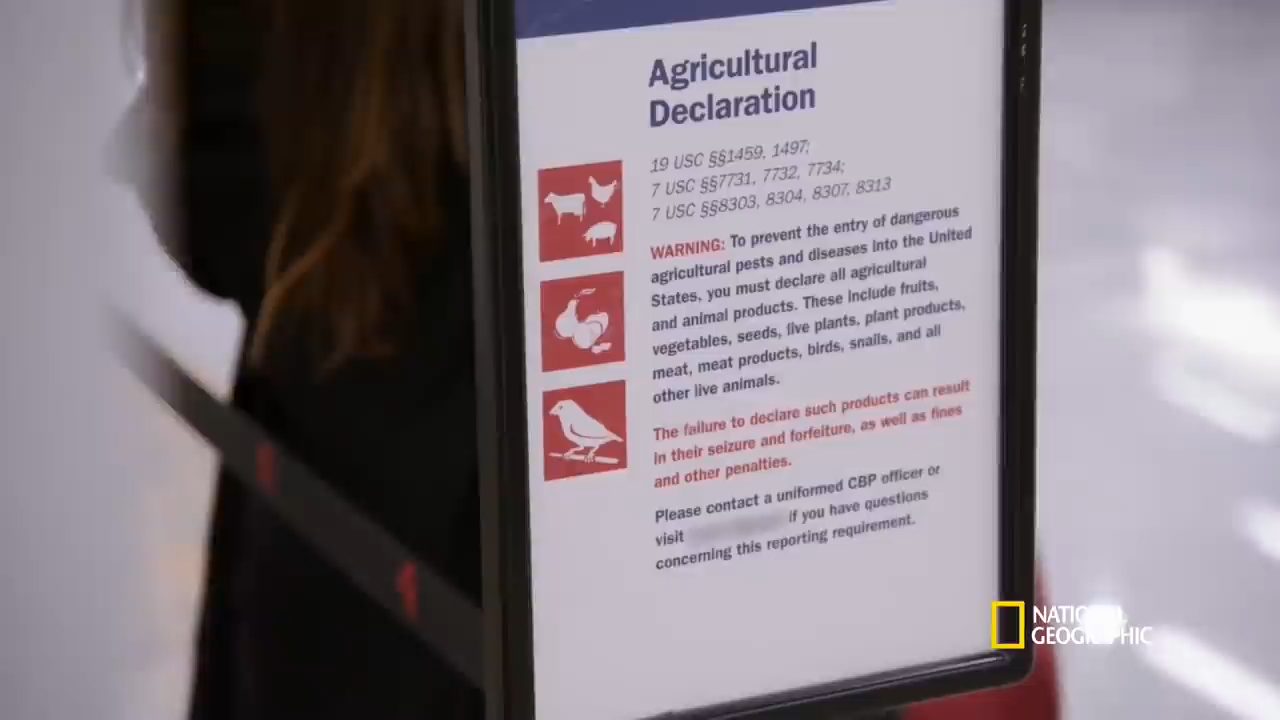 Agricultural
Declaration
19 USC §§1459, 1497;
7 USC §§7731, 7732, 7734;
7 USC §§8303, 8304, 8307, 8313
WARNING: To prevent the entry of dangerous
agricultural pests and diseases into the United
States, you must declare all agricultural
and animal products. These include fruits,
vegetables, seeds, live plants, plant products,
meat, meat products, birds, snails, and all
other live animals.
The failure to declare such products can result
in their seizure and forfeiture, as well as fines
and other penalties.
Please contact a uniformed CBP officer or
visit if you have questions
concerning this reporting requirement.
NATIONAL
GEOGRAPHIC